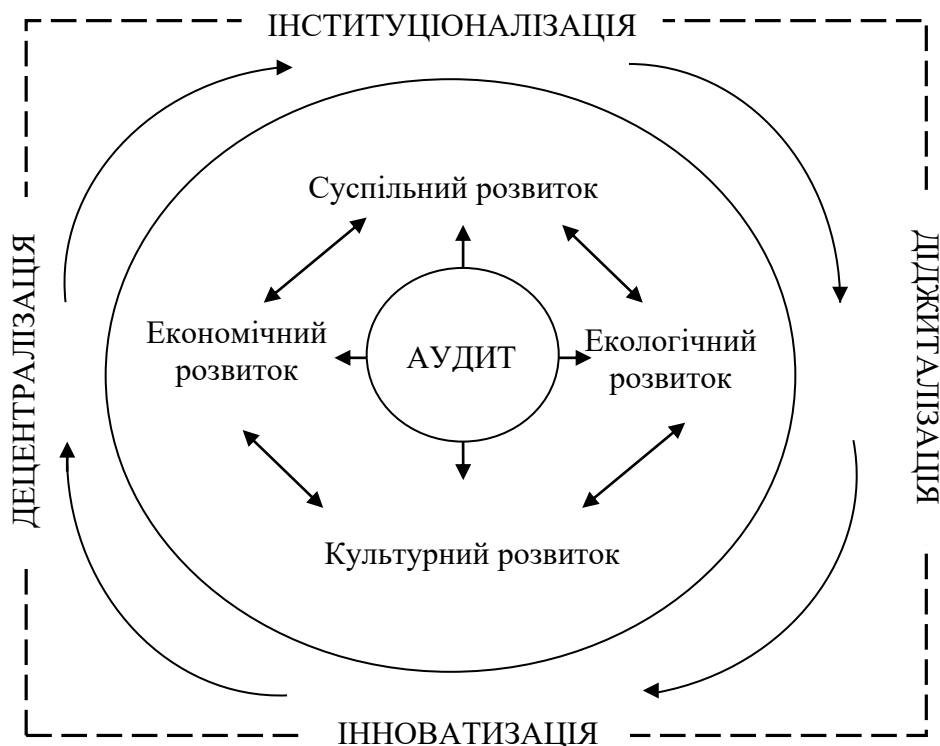 ІНСТИТУЦІОНАЛІЗАЦІЯ
Суспільний розвиток
ДЕЦЕНТРАЛІЗАЦІЯ
Економічний
розвиток
АУДИТ
Екологічний
розвиток
ДІДЖИТАЛІЗАЦІЯ
Культурний розвиток
ІННОВАТИЗАЦІЯ